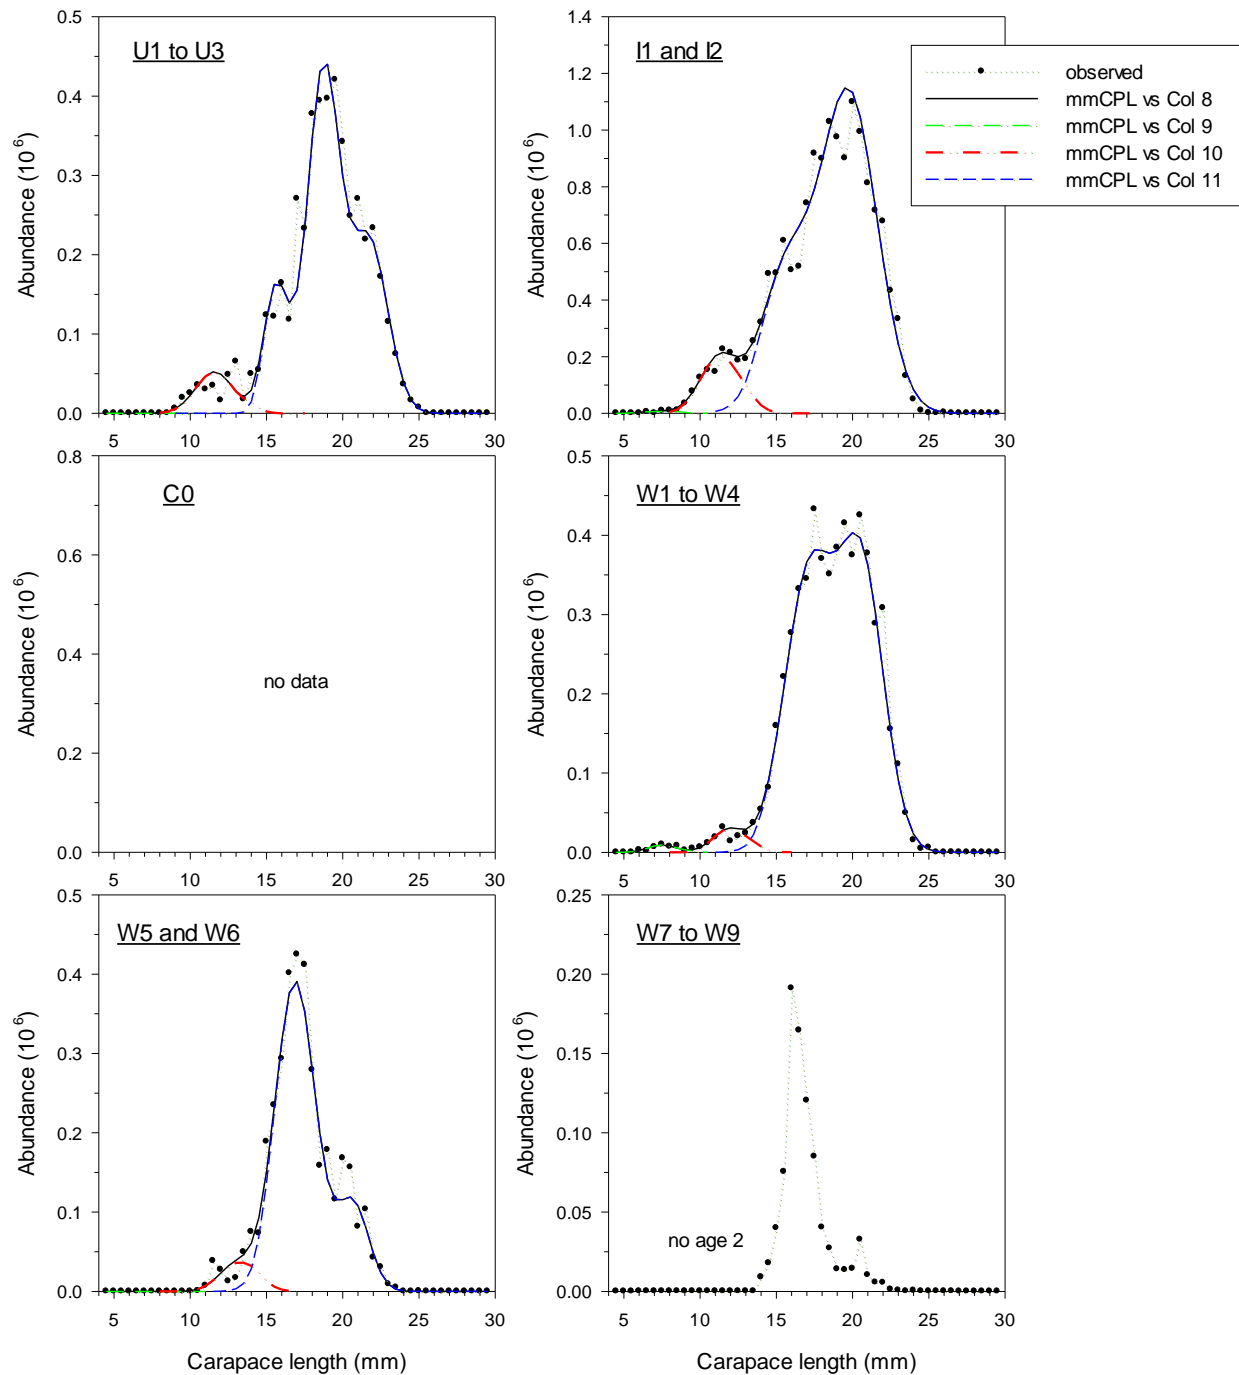 U1 to U3
Abundance (10^6)
0.5
0.4
0.3
0.2
0.1
0.0
5 10 15 20 25 30
I1 and I2
Abundance (10^6)
1.4
1.2
1.0
0.8
0.6
0.4
0.2
0.0
5 10 15 20 25 30
observed
mmCPL vs Col 8
mmCPL vs Col 9
mmCPL vs Col 10
mmCPL vs Col 11
C0
Abundance (10^6)
0.8
0.6
0.4
0.2
0.0
no data
5 10 15 20 25 30
W1 to W4
Abundance (10^6)
0.5
0.4
0.3
0.2
0.1
0.0
5 10 15 20 25 30
W5 and W6
Abundance (10^6)
0.5
0.4
0.3
0.2
0.1
0.0
5 10 15 20 25 30
Carapace length (mm)
W7 to W9
Abundance (10^6)
0.25
0.20
0.15
0.10
0.05
0.00
no age 2
5 10 15 20 25 30
Carapace length (mm)